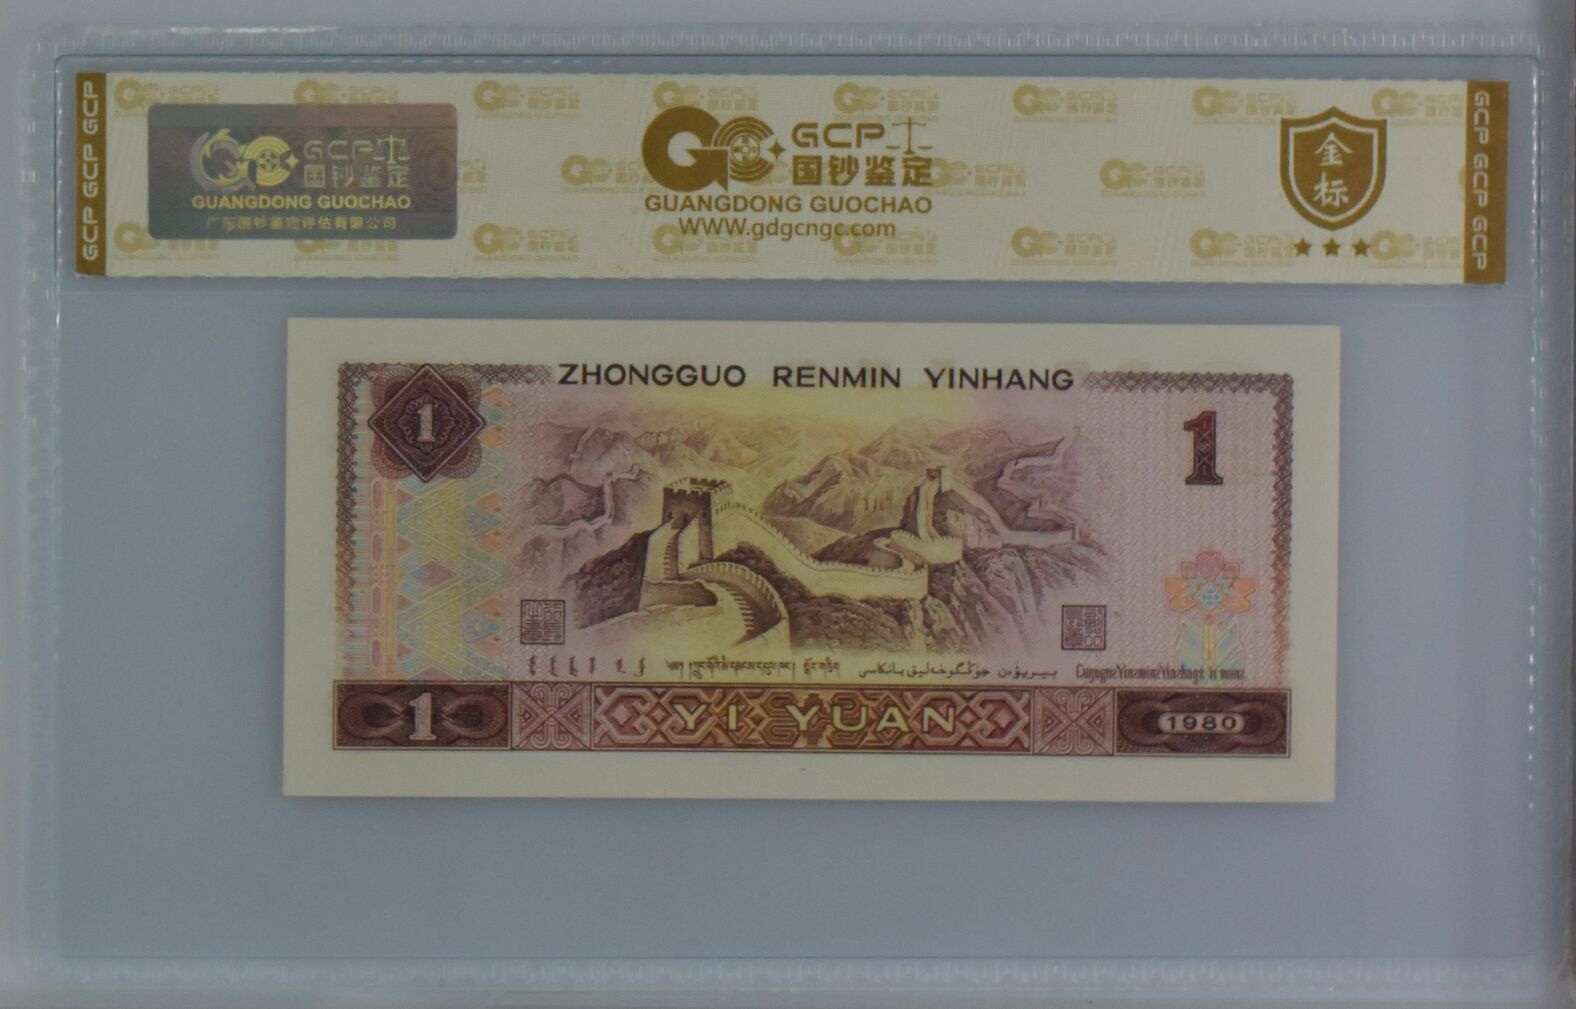 GCP GCP GCP
GCP
国钞鉴定
GUANGDONG GUOCHAO
广东国钞鉴定评估有限公司
GCP
国钞鉴定
GUANGDONG GUOCHAO
WWW.gdgcngc.com
金标
GCP GCP GCP
ZHONGGUO RENMIN YINHANG
1
1
1
YI YUAN
1980